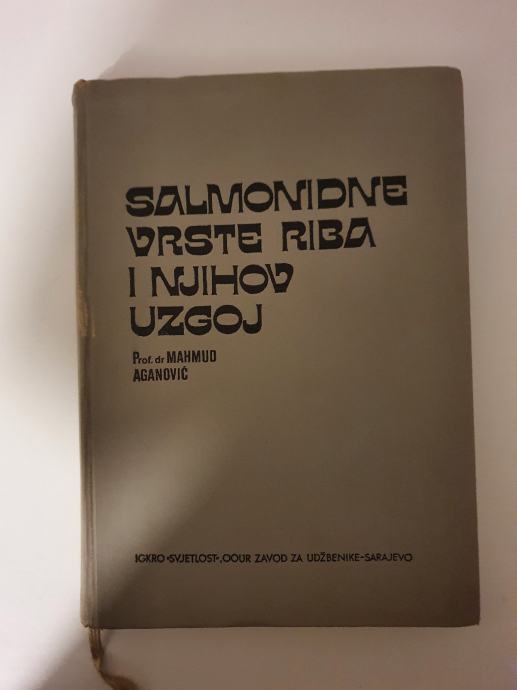 SALMONIDNE
VRSTE RIBA
I NJIHOV
UZGOJ
Prof. dr MAHMUD
AGANOVIĆ
IGKRO «SVJETLOST», OOUR ZAVOD ZA UDŽBENIKE-SARAJEVO